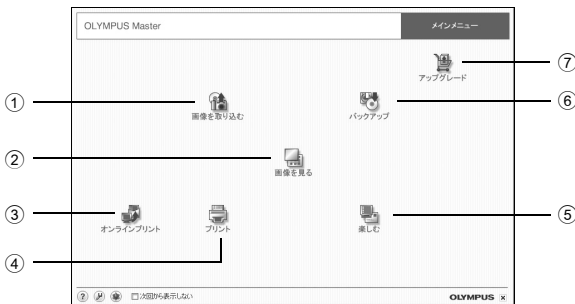 OLYMPUS Master
メインメニュー
⑦
アップグレード
①
画像を取り込む
バックアップ
⑥
②
画像を見る
③
オンラインプリント
プリント
楽しむ
⑤
④
? 次回から表示しない
OLYMPUS ×